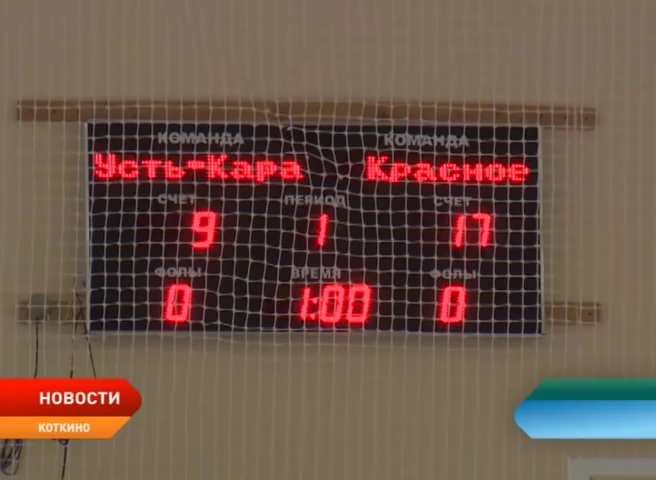 КОМАНДА КОМАНДА
Усть-Кара Красное
СЧЕТ ПЕРИОД СЧЕТ
9 1 17
ФОЛЫ ВРЕМЯ ФОЛЫ
0 1:00 0
НОВОСТИ
КОТКИНО